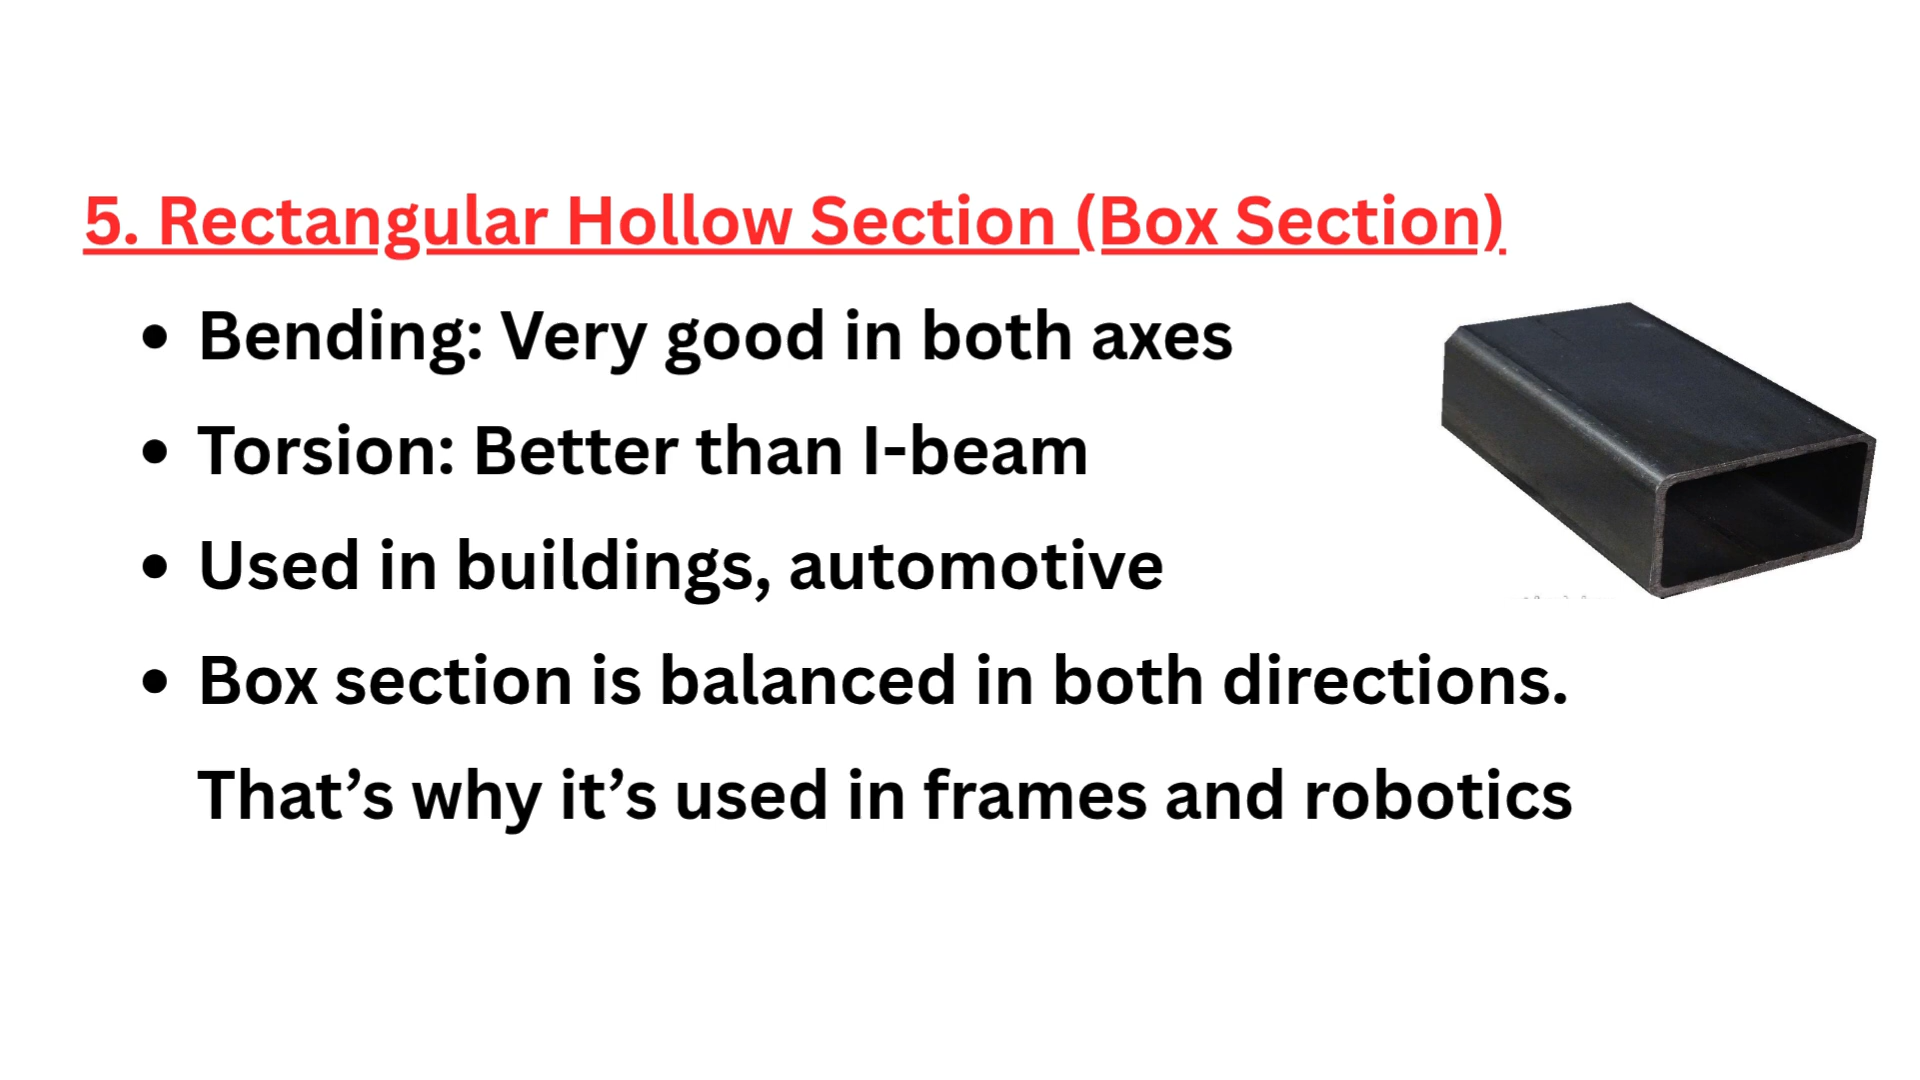 5. Rectangular Hollow Section (Box Section)
• Bending: Very good in both axes
• Torsion: Better than I-beam
• Used in buildings, automotive
• Box section is balanced in both directions.
That’s why it’s used in frames and robotics